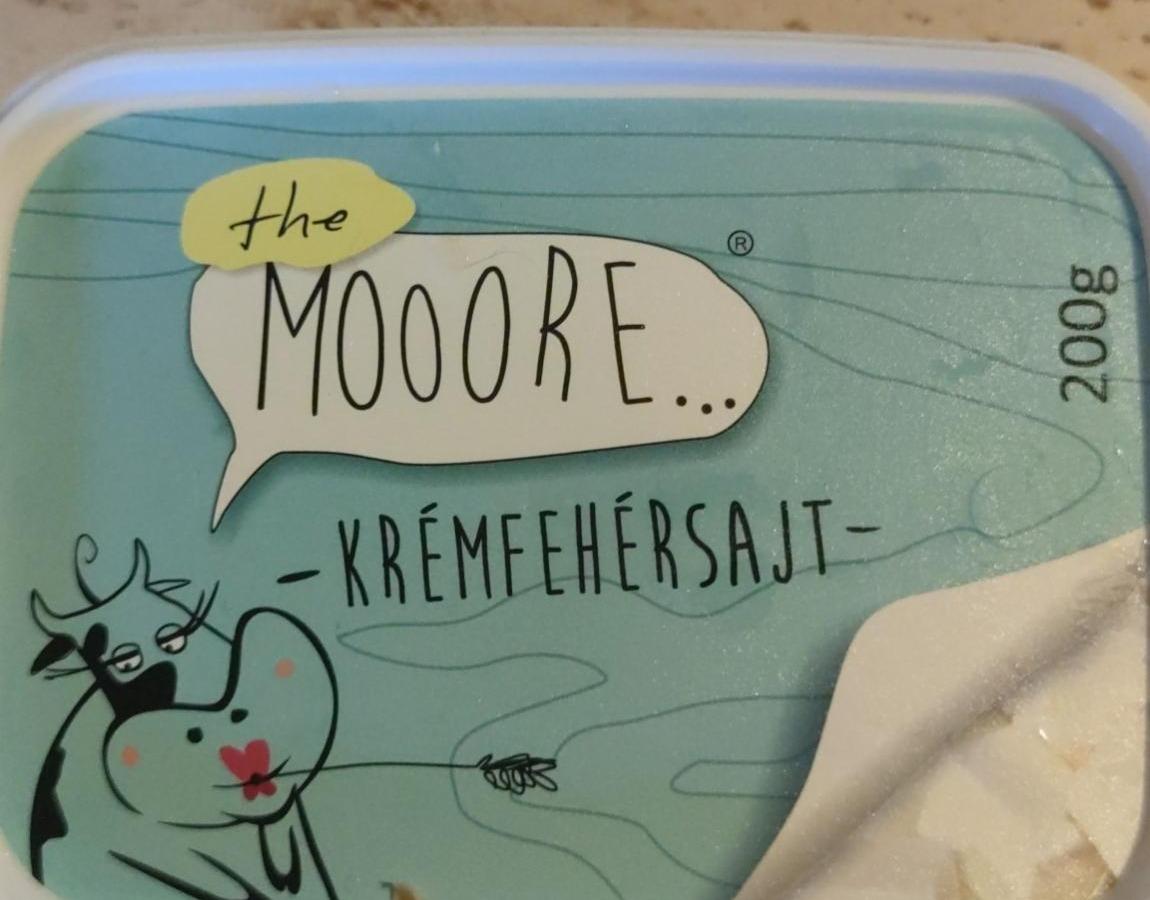 the
MOOORE...
®
200g
-KRÉMFEHÉRSAJT-